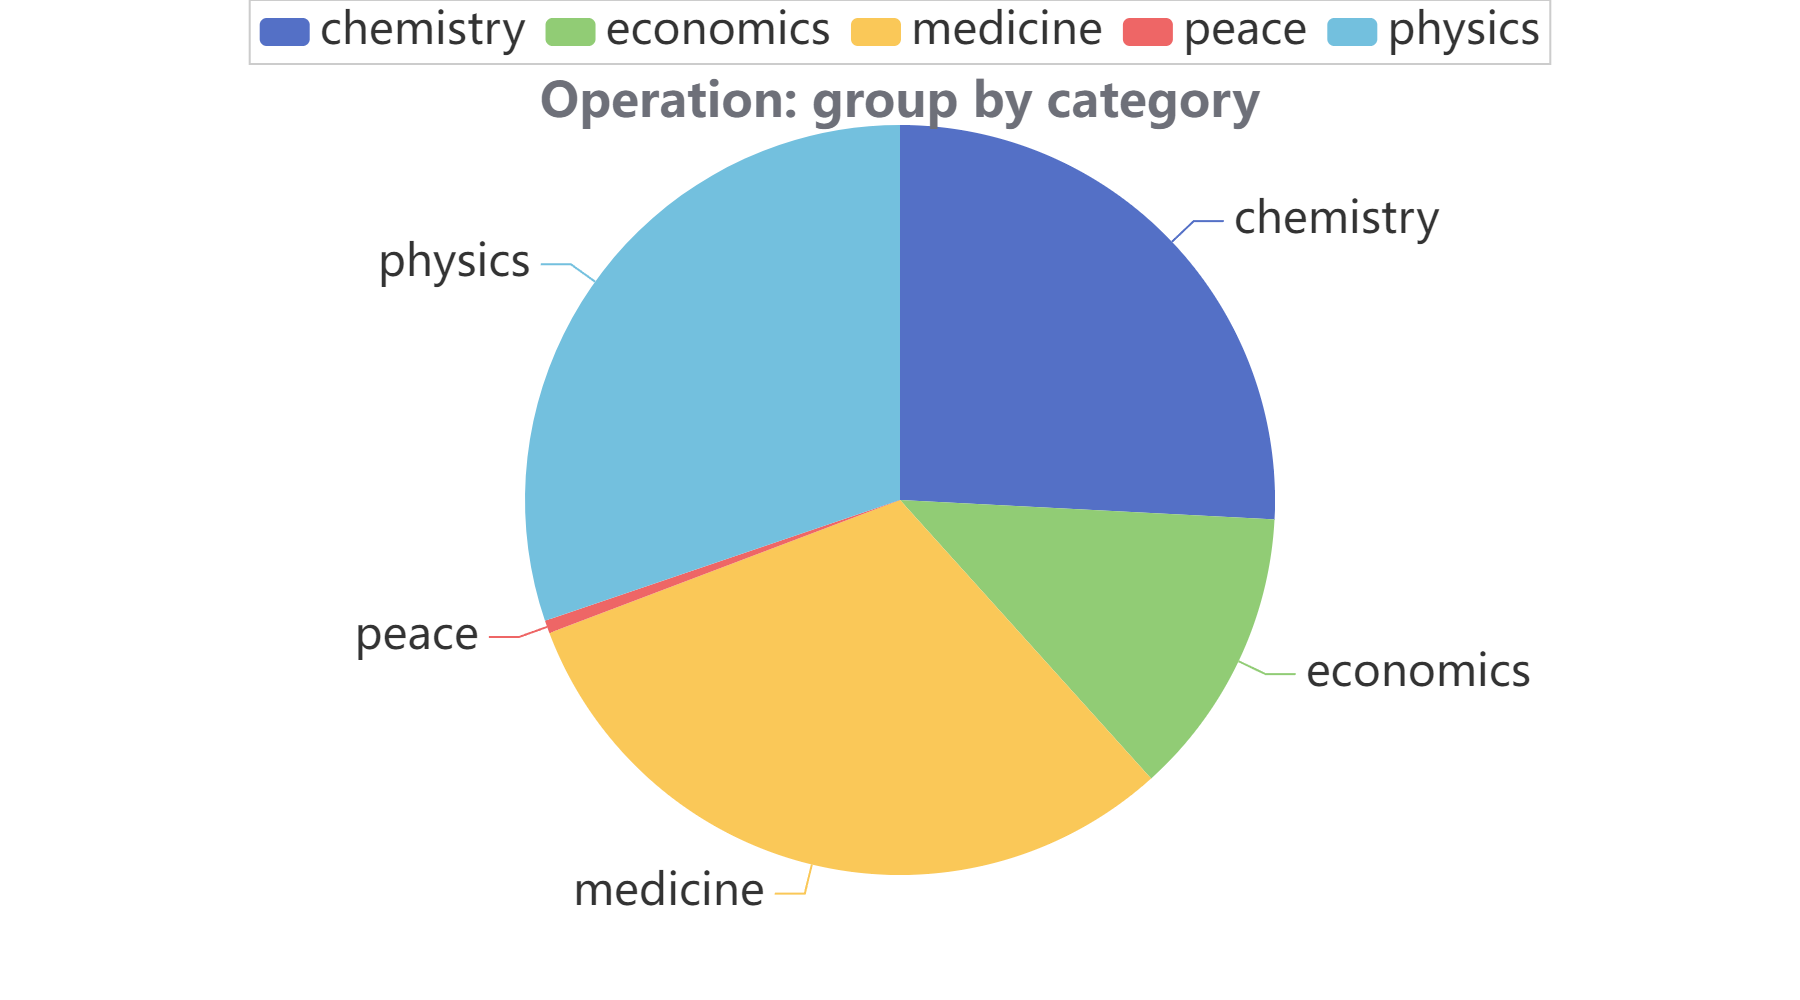 chemistry economics medicine peace physics
Operation: group by category
chemistry
physics
peace
economics
medicine